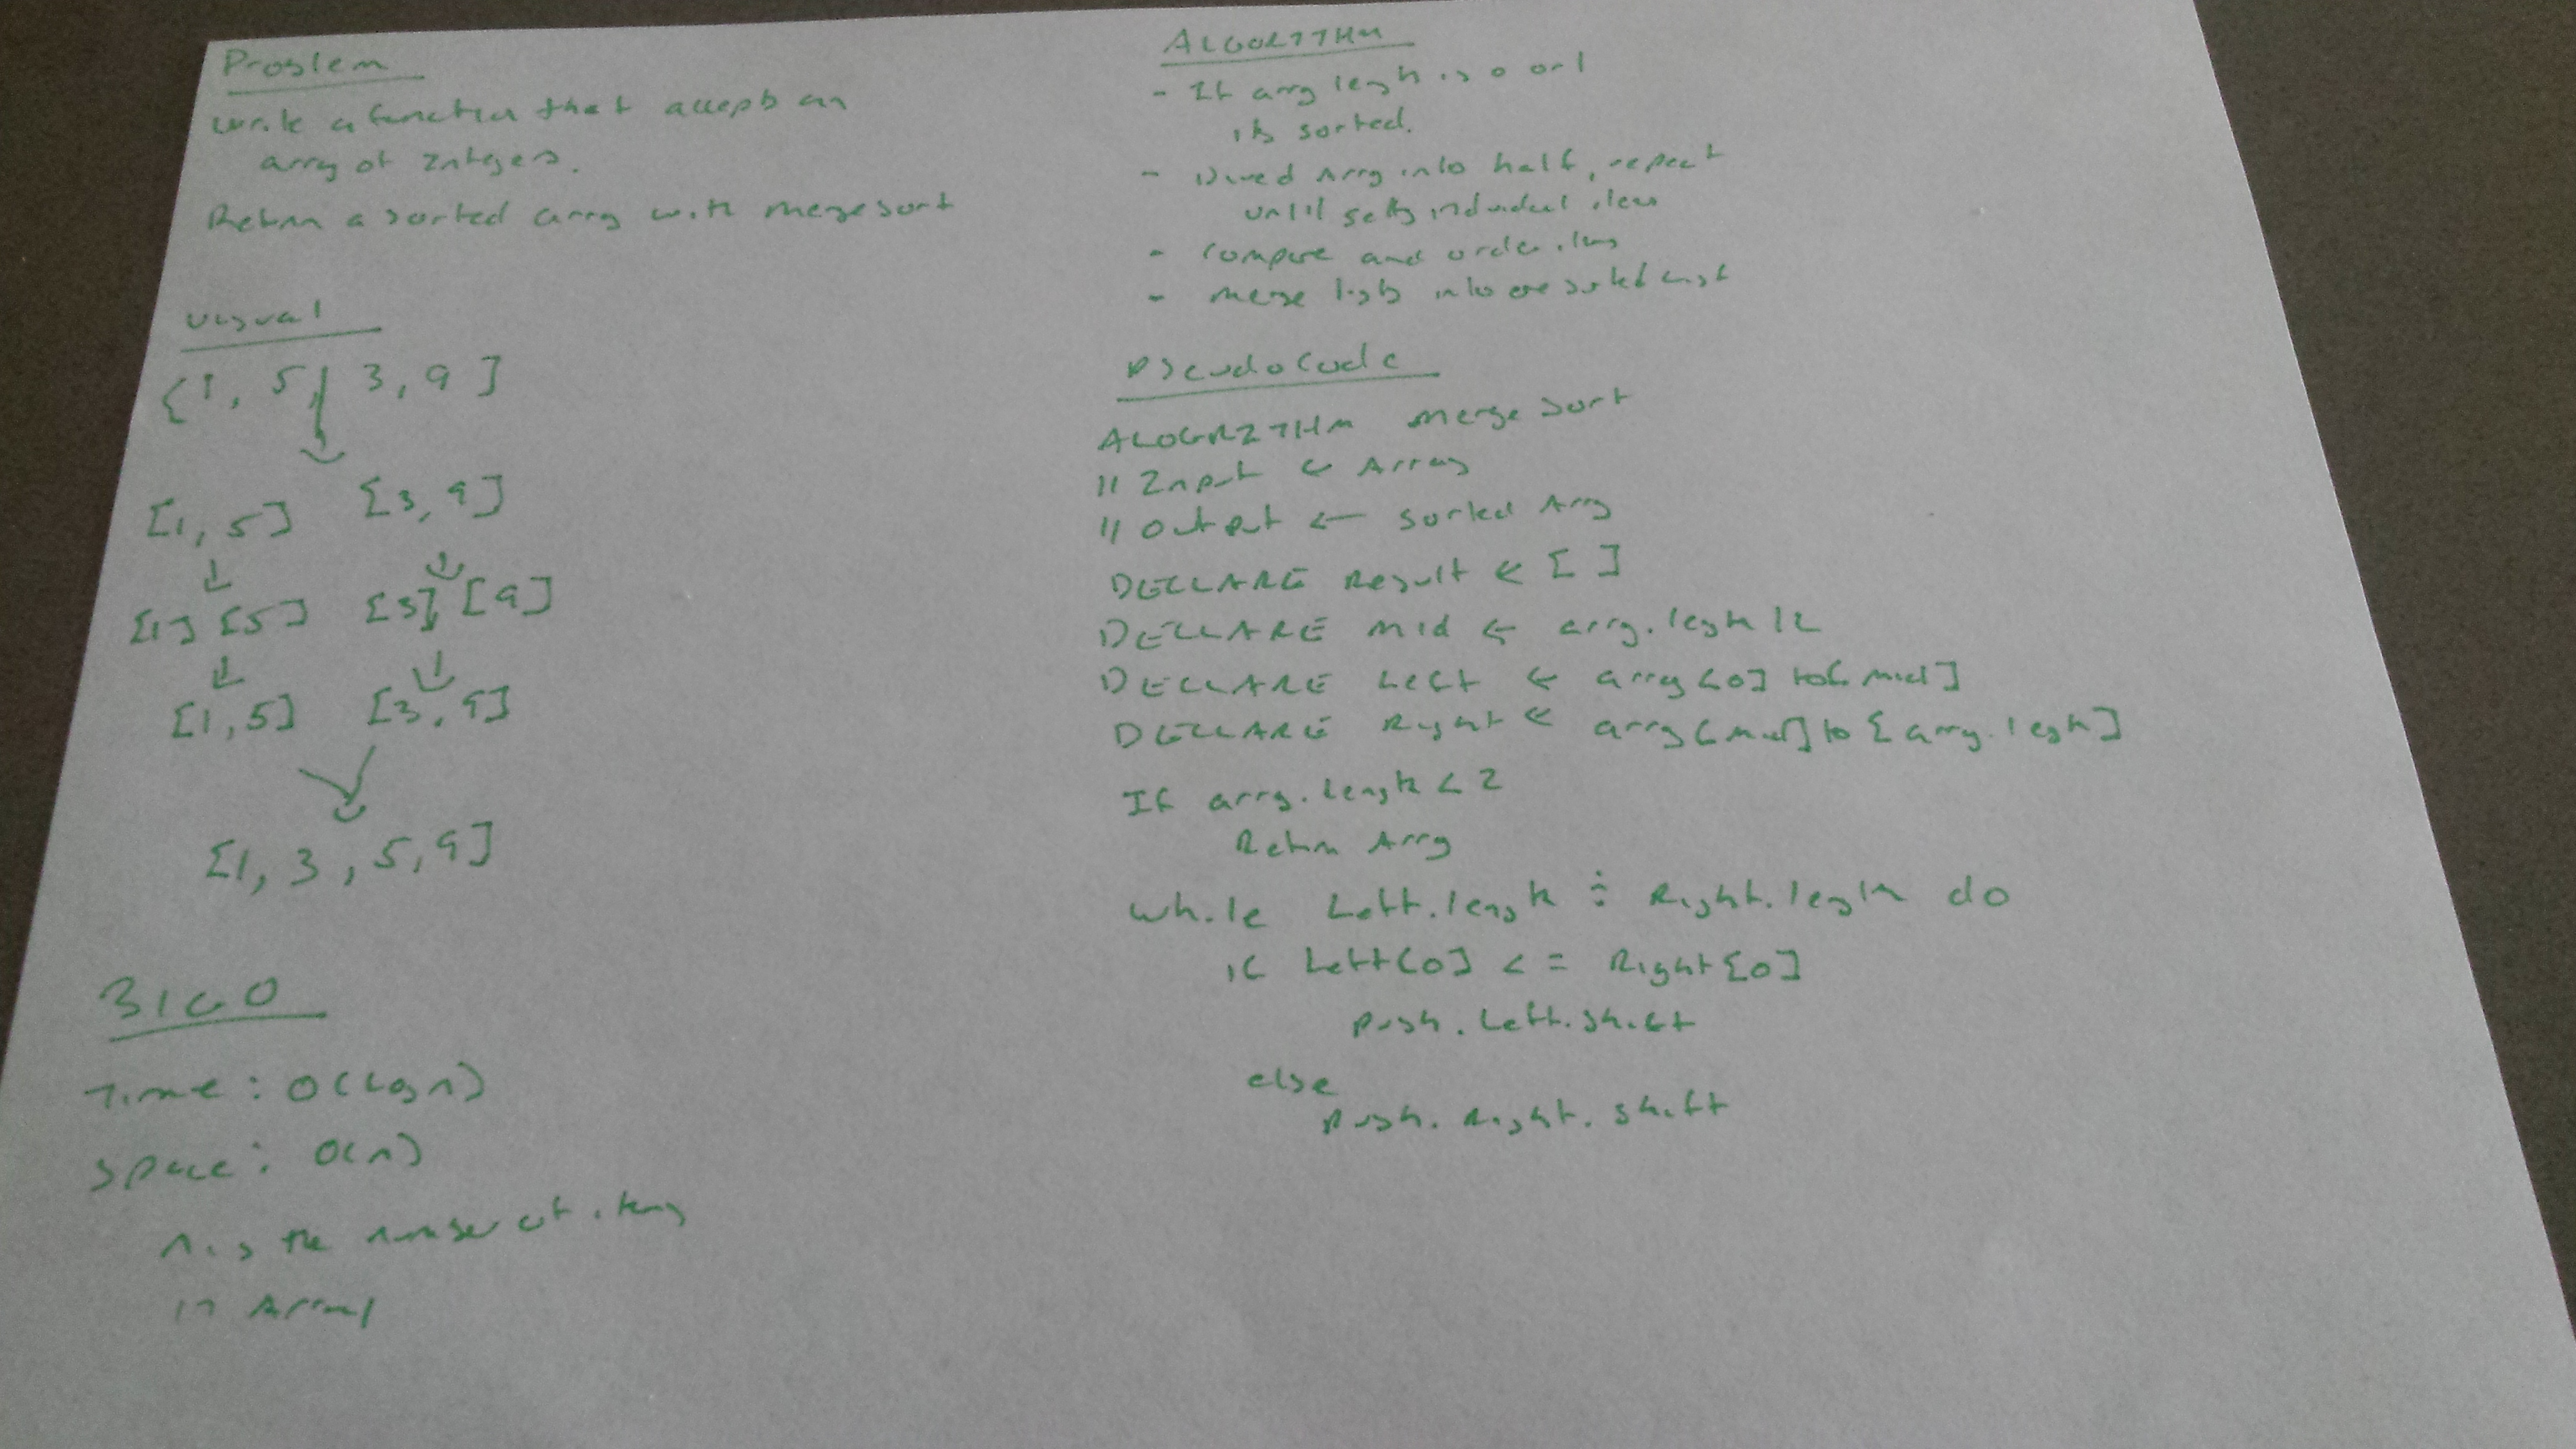 Problem
Write a function that accepts an
array of Integers.
Return a sorted array with merge sort
Visual
[1, 5, 3, 9]
[1, 5] [3, 9]
[1] [5] [3] [9]
[1, 5] [3, 9]
[1, 3, 5, 9]
BIG O
Time: O(Log n)
Space: O(n)
n is the number of items
in Array
ALGORITHM
- If array length is 0 or 1
its sorted.
- Array into half, repeat
until individual
- Compare and order items
- Merge lists into one sorted list
PseudoCode
ALOGRITHM merge sort
// Input ← Array
// Output ← Sorted Array
DECLARE Result ← [ ]
DECLARE mid ← array.length / 2
DECLARE Left ← array[0] to [mid]
DECLARE Right ← array[mid] to [array.length]
If array.length < 2
Return Array
While Left.length Right.length do
if Left[0] <= Right[0]
Push.Left.shift
else
Push.Right.shift